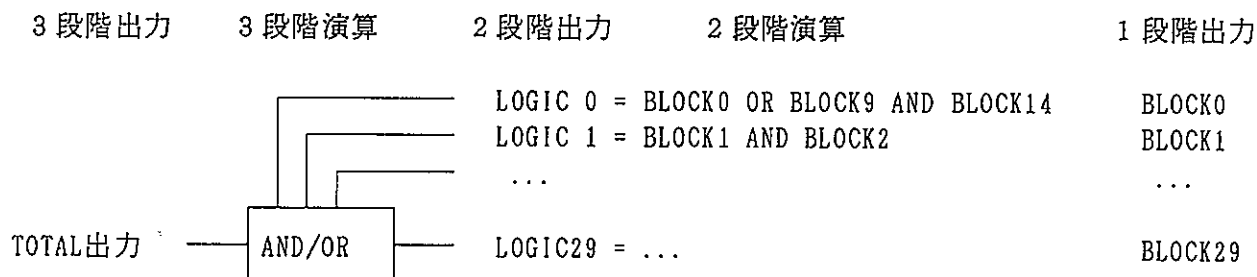 3段階出力 3段階演算 2段階出力 2段階演算 1段階出力
LOGIC 0 = BLOCK0 OR BLOCK9 AND BLOCK14 BLOCK0
LOGIC 1 = BLOCK1 AND BLOCK2 BLOCK1
... ...
TOTAL出力 AND/OR LOGIC29 = ... BLOCK29